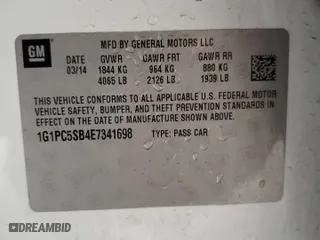 GM
MFD BY GENERAL MOTORS LLC
DATE GVWR GAWR FRT GAWR RR
03/14 1844 KG 964 KG 880 KG
4065 LB 2126 LB 1939 LB
THIS VEHICLE CONFORMS TO ALL APPLICABLE U.S. FEDERAL MOTOR
VEHICLE SAFETY, BUMPER, AND THEFT PREVENTION STANDARDS
IN EFFECT ON THE DATE OF MANUFACTURE SHOWN ABOVE.
1G1PC5SB4E7341698 TYPE: PASS CAR
© AutoBidMaster